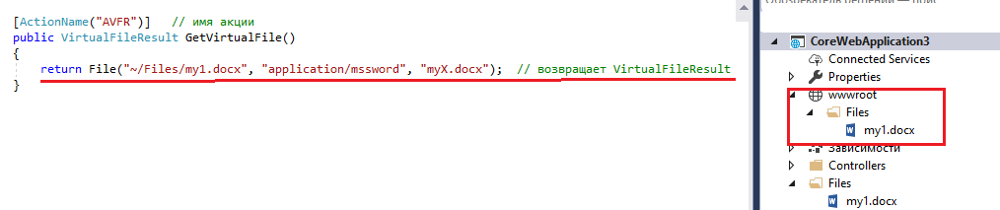 [ActionName("AVFR")]   // имя акции
public VirtualFileResult GetVirtualFile()
{
    return File("~/Files/my1.docx", "application/mssword", "myX.docx");  // возвращает VirtualFileResult
}
CoreWebApplication3
Connected Services
Properties
wwwroot
Files
my1.docx
Зависимости
Controllers
Files
my1.docx